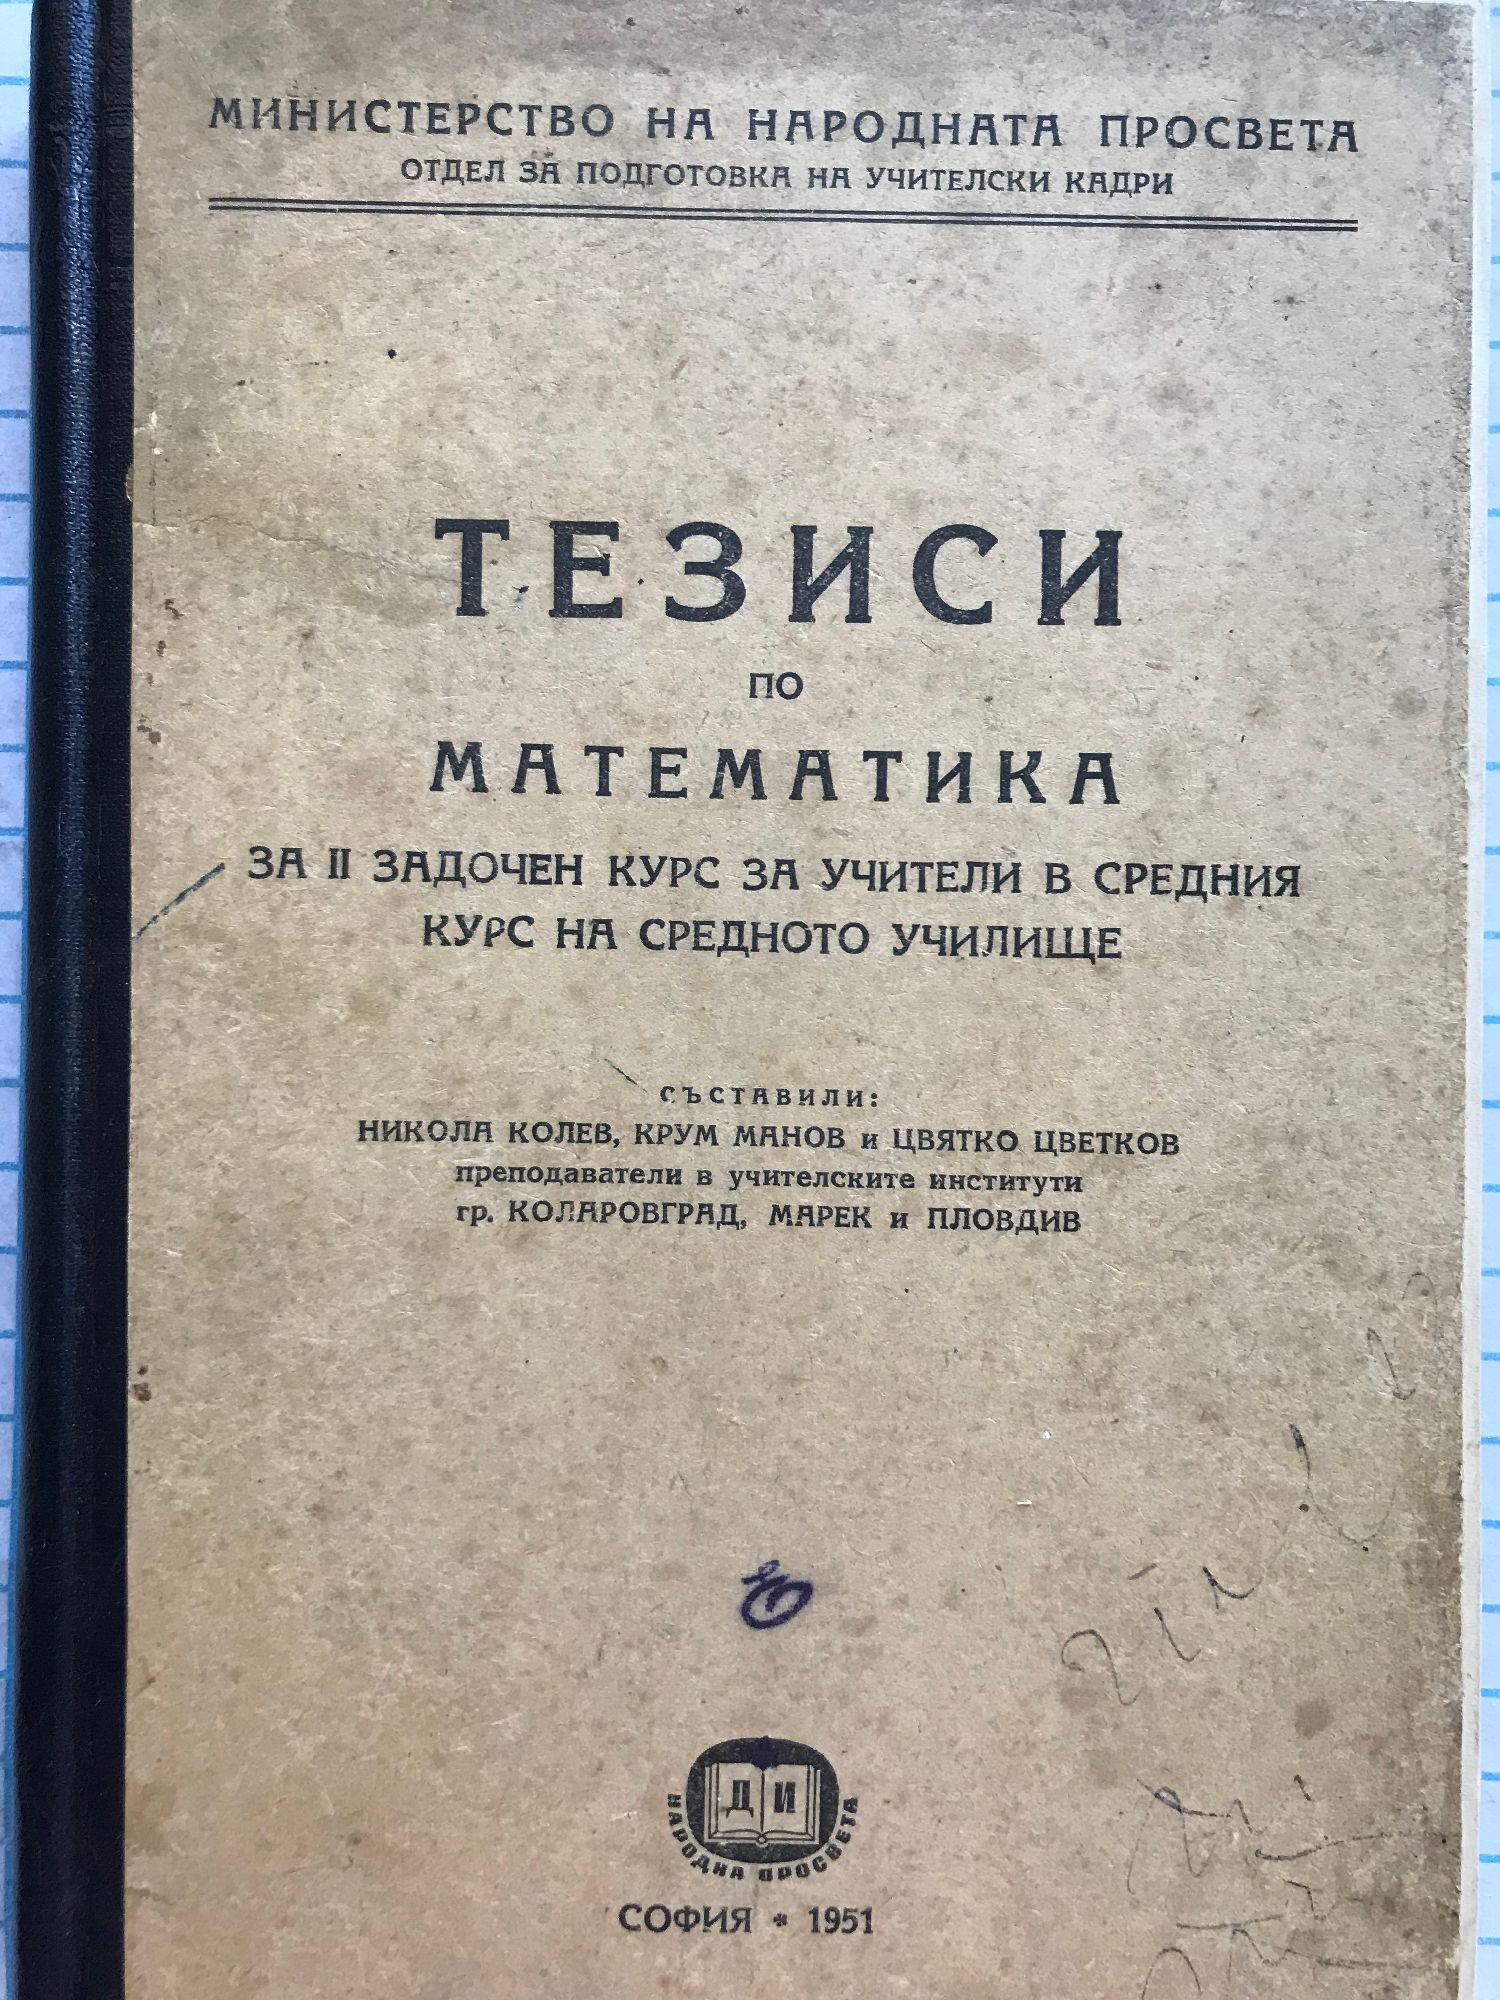 МИНИСТЕРСТВО НА НАРОДНАТА ПРОСВЕТА
ОТДЕЛ ЗА ПОДГОТОВКА НА УЧИТЕЛСКИ КАДРИ
ТЕЗИСИ
ПО
МАТЕМАТИКА
ЗА II ЗАДОЧЕН КУРС ЗА УЧИТЕЛИ В СРЕДНИЯ
КУРС НА СРЕДНОТО УЧИЛИЩЕ
СЪСТАВИЛИ:
НИКОЛА КОЛЕВ, КРУМ МАНОВ и ЦВЯТКО ЦВЕТКОВ
преподаватели в учителските институти
гр. КОЛАРОВГРАД, МАРЕК и ПЛОВДИВ
Д И
НАРОДНА ПРОСВЕТА
СОФИЯ * 1951